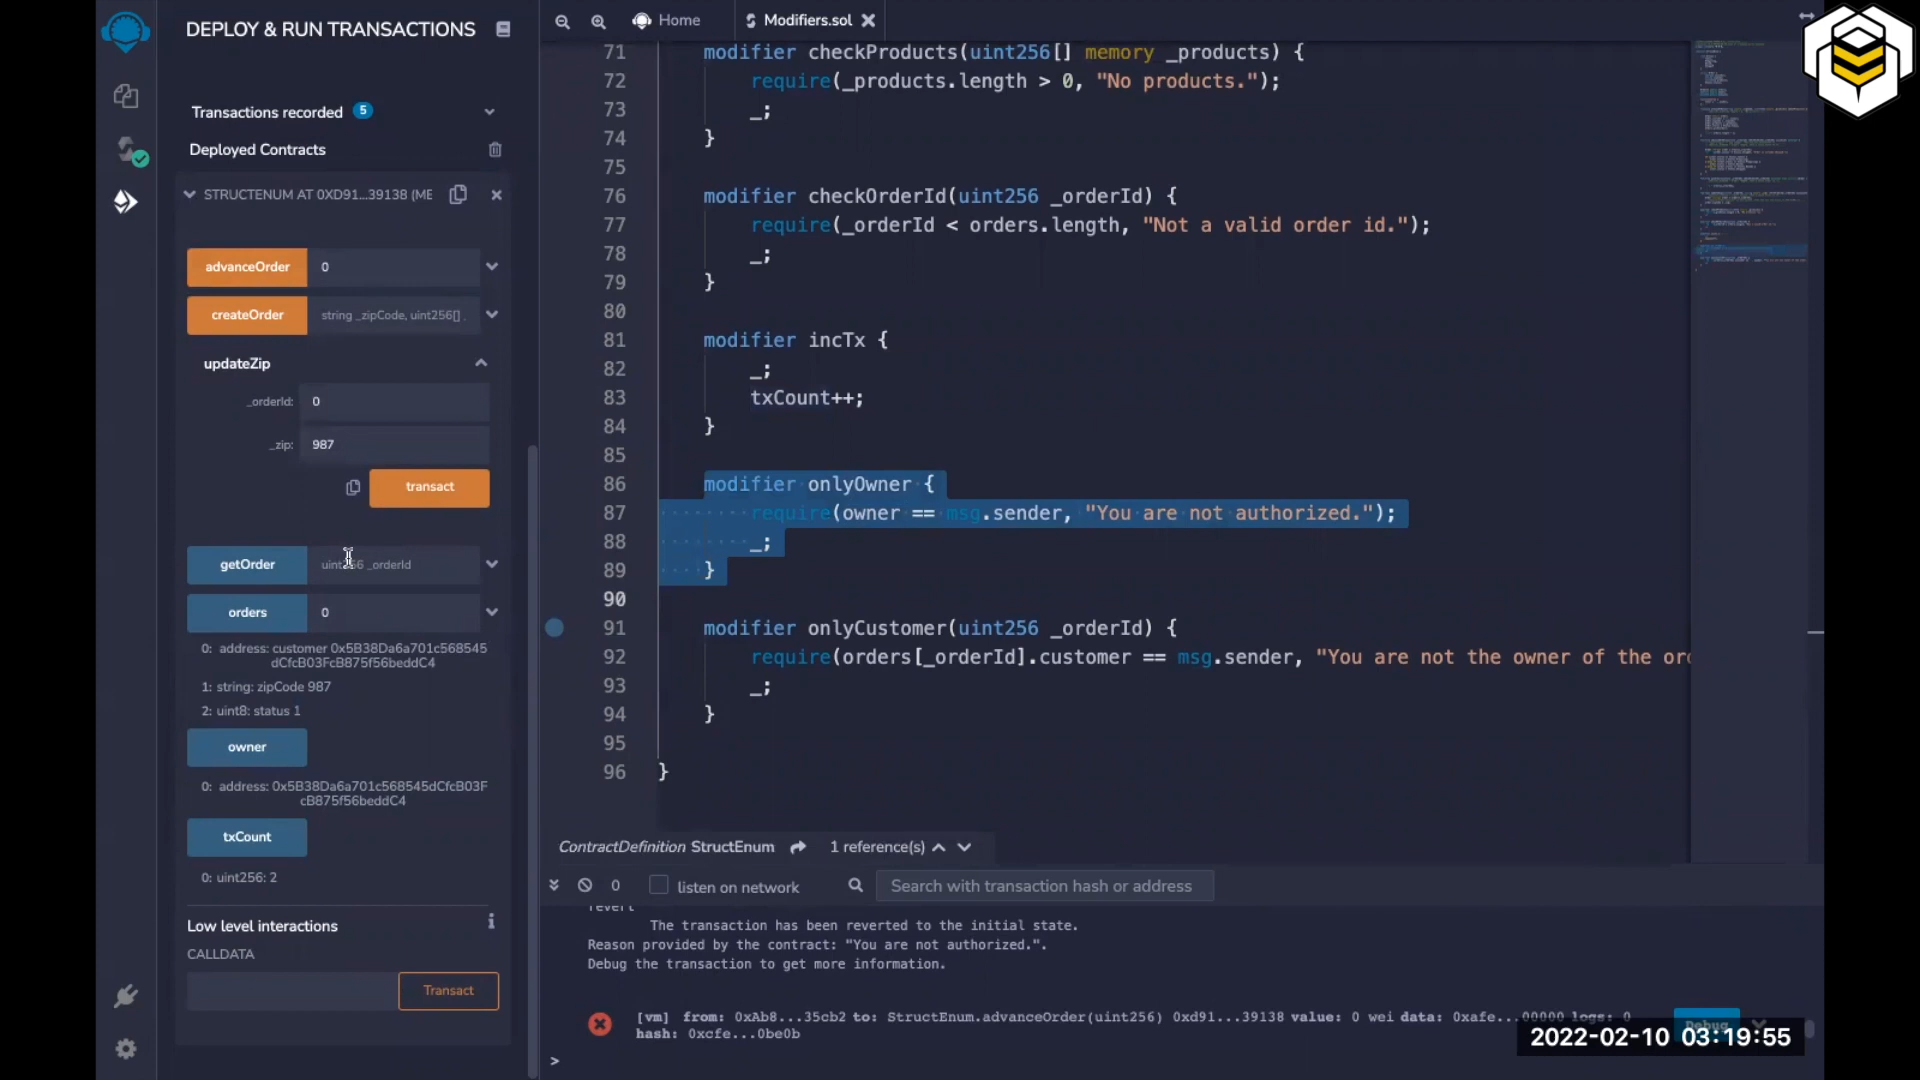 DEPLOY & RUN TRANSACTIONS
Transactions recorded 5
Deployed Contracts
STRUCTENUM AT 0XD91...39138 (ME
advanceOrder 0
createOrder string _zipCode, uint256[] ,
updateZip
_orderId: 0
_zip: 987
transact
getOrder uint256 _orderId
orders 0
0: address: customer 0x5B38Da6a701c568545
dCfcB03FcB875f56beddC4
1: string: zipCode 987
2: uint8: status 1
owner
0: address: 0x5B38Da6a701c568545dCfcB03F
cB875f56beddC4
txCount
0: uint256: 2
Low level interactions
CALLDATA
Transact
Home
Modifiers.sol
71 modifier checkProducts(uint256[] memory _products) {
72 require(_products.length > 0, "No products.");
73 _;
74 }
75
76 modifier checkOrderId(uint256 _orderId) {
77 require(_orderId < orders.length, "Not a valid order id.");
78 _;
79 }
80
81 modifier incTx {
82 _;
83 txCount++;
84 }
85
86 modifier onlyOwner {
87 require(owner == msg.sender, "You are not authorized.");
88 _;
89 }
90
91 modifier onlyCustomer(uint256 _orderId) {
92 require(orders[_orderId].customer == msg.sender, "You are not the owner of the ord
93 _;
94 }
95
96 }
ContractDefinition StructEnum 1 reference(s)
0 listen on network Search with transaction hash or address
revert
The transaction has been reverted to the initial state.
Reason provided by the contract: "You are not authorized.".
Debug the transaction to get more information.
[vm] from: 0xAb8...35cb2 to: StructEnum.advanceOrder(uint256) 0xd91...39138 value: 0 wei data: 0xafe...00000 logs: 0
hash: 0xcfe...0be0b
Debug
>
2022-02-10 03:19:55